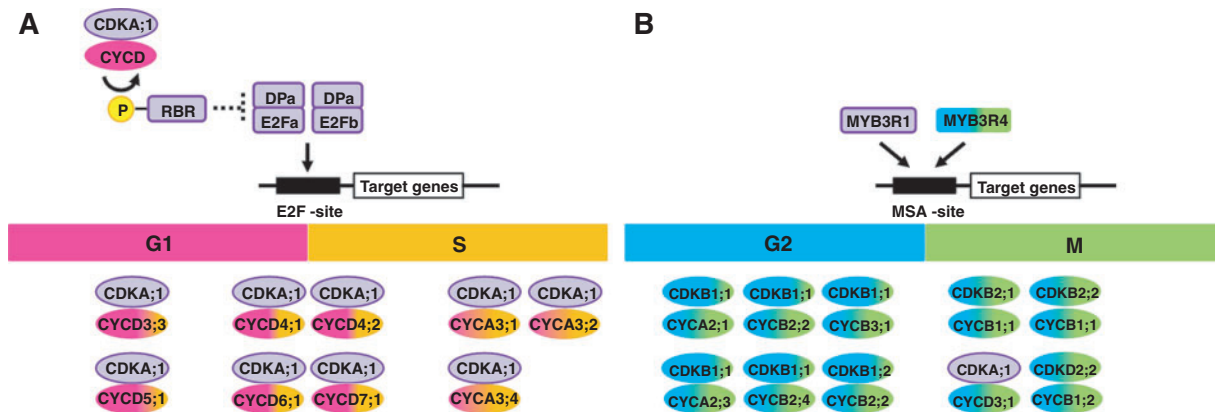 A
CDKA;1
CYCD
P
RBR
DPa
DPa
E2Fa
E2Fb
Target genes
E2F -site
G1
S
CDKA;1
CDKA;1
CDKA;1
CDKA;1
CDKA;1
CYCD3;3
CYCD4;1
CYCD4;2
CYCA3;1
CYCA3;2
CDKA;1
CDKA;1
CDKA;1
CDKA;1
CYCD5;1
CYCD6;1
CYCD7;1
CYCA3;4
B
MYB3R1
MYB3R4
Target genes
MSA -site
G2
M
CDKB1;1
CDKB1;1
CDKB1;1
CDKB2;1
CDKB2;2
CYCA2;1
CYCB2;2
CYCB3;1
CYCB1;1
CYCB1;1
CDKB1;1
CDKB1;1
CDKB1;2
CDKA;1
CDKD2;2
CYCA2;3
CYCB2;4
CYCB2;2
CYCD3;1
CYCB1;2